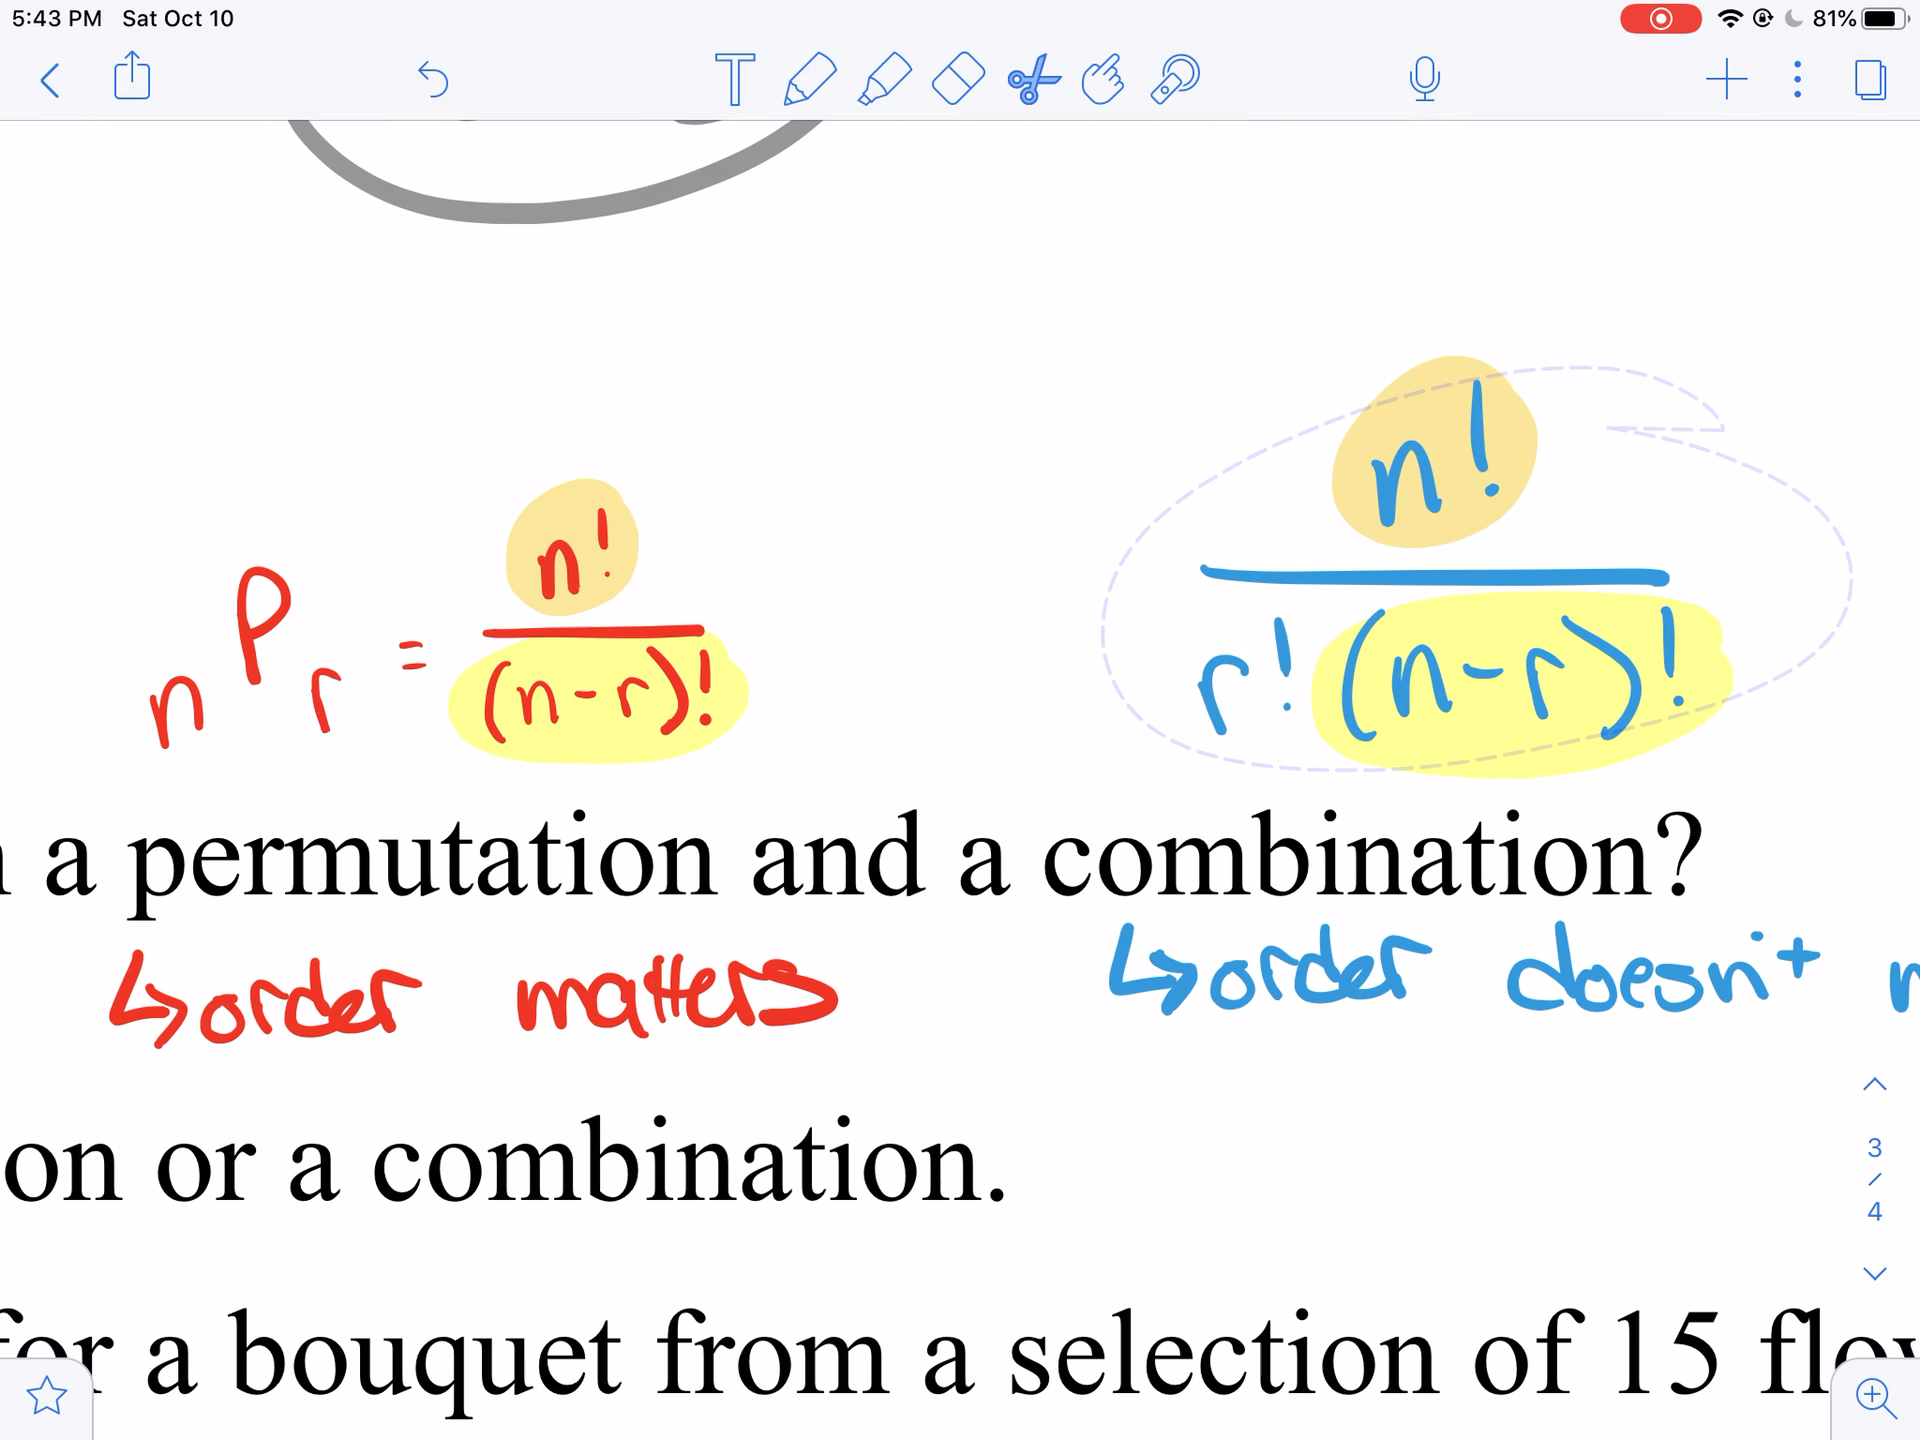 5:43 PM Sat Oct 10 81%
n! n!
nPr = (n-r)! r!(n-r)!
a permutation and a combination?
↳order matters ↳order doesn't
on or a combination.
3
/
4
for a bouquet from a selection of 15